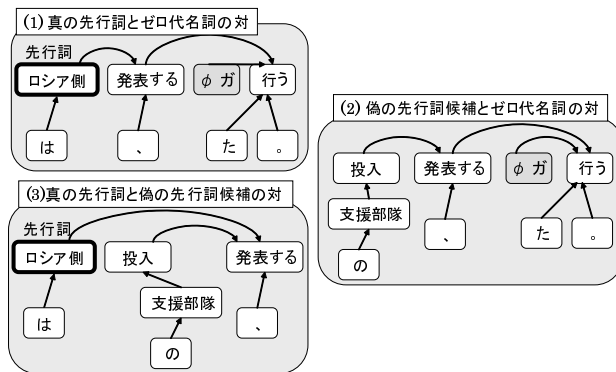 (1)真の先行詞とゼロ代名詞の対
先行詞
ロシア側
発表する
φ ガ
行う
は
、
た
。
(2) 偽の先行詞候補とゼロ代名詞の対
投入
発表する
φ ガ
行う
支援部隊
の
、
た
。
(3)真の先行詞と偽の先行詞候補の対
先行詞
ロシア側
投入
発表する
は
支援部隊
の
、